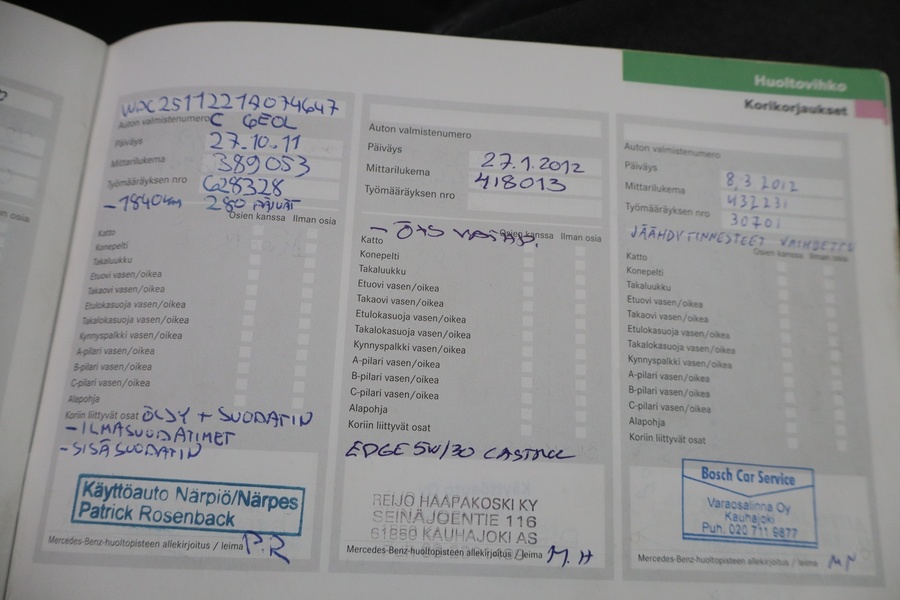 Huoltovihko
Korikorjaukset
WDC2511221A074647
Auton valmistenumero C GEOL
Päiväys 27.10.11
Mittarilukema 389053
Työmääräyksen nro G28328
-1840km 280 PÄIVÄT
Osien kanssa Ilman osia
Katto
Konepelti
Takaluukku
Etuovi vasen/oikea
Takaovi vasen/oikea
Etulokasuoja vasen/oikea
Takalokasuoja vasen/oikea
Kynnyspalkki vasen/oikea
A-pilari vasen/oikea
B-pilari vasen/oikea
C-pilari vasen/oikea
Alapohja
Koriin liittyvät osat ÖLJY + SUODATIN
-ILMASUODATIMET
-SISÄSUODATIN
Käyttöauto Närpiö/Närpes
Patrick Rosenback
Mercedes-Benz-huoltopisteen allekirjoitus / leima P.R
Auton valmistenumero
Päiväys
Mittarilukema 27.1.2012
Työmääräyksen nro 418013
Osien kanssa Ilman osia
Katto
Konepelti
Takaluukku
Etuovi vasen/oikea
Takaovi vasen/oikea
Etulokasuoja vasen/oikea
Takalokasuoja vasen/oikea
Kynnyspalkki vasen/oikea
A-pilari vasen/oikea
B-pilari vasen/oikea
C-pilari vasen/oikea
Alapohja
Koriin liittyvät osat
EDGE 5W/30 CASTROL
REIJO HAAPAKOSKI KY
SEINÄJOENTIE 116
61850 KAUHAJOKI AS
Mercedes-Benz-huoltopisteen allekirjoitus / leima M.H
Auton valmistenumero
Päiväys
Mittarilukema 8.3 2012
Työmääräyksen nro 432231
30701
JÄÄHDYTINNESTEET VAIHDETTU
Osien kanssa Ilman osia
Katto
Konepelti
Takaluukku
Etuovi vasen/oikea
Takaovi vasen/oikea
Etulokasuoja vasen/oikea
Takalokasuoja vasen/oikea
Kynnyspalkki vasen/oikea
A-pilari vasen/oikea
B-pilari vasen/oikea
C-pilari vasen/oikea
Alapohja
Koriin liittyvät osat
Bosch Car Service
Varaosalinna Oy
Kauhajoki
Puh. 020 711 9877
Mercedes-Benz-huoltopisteen allekirjoitus / leima